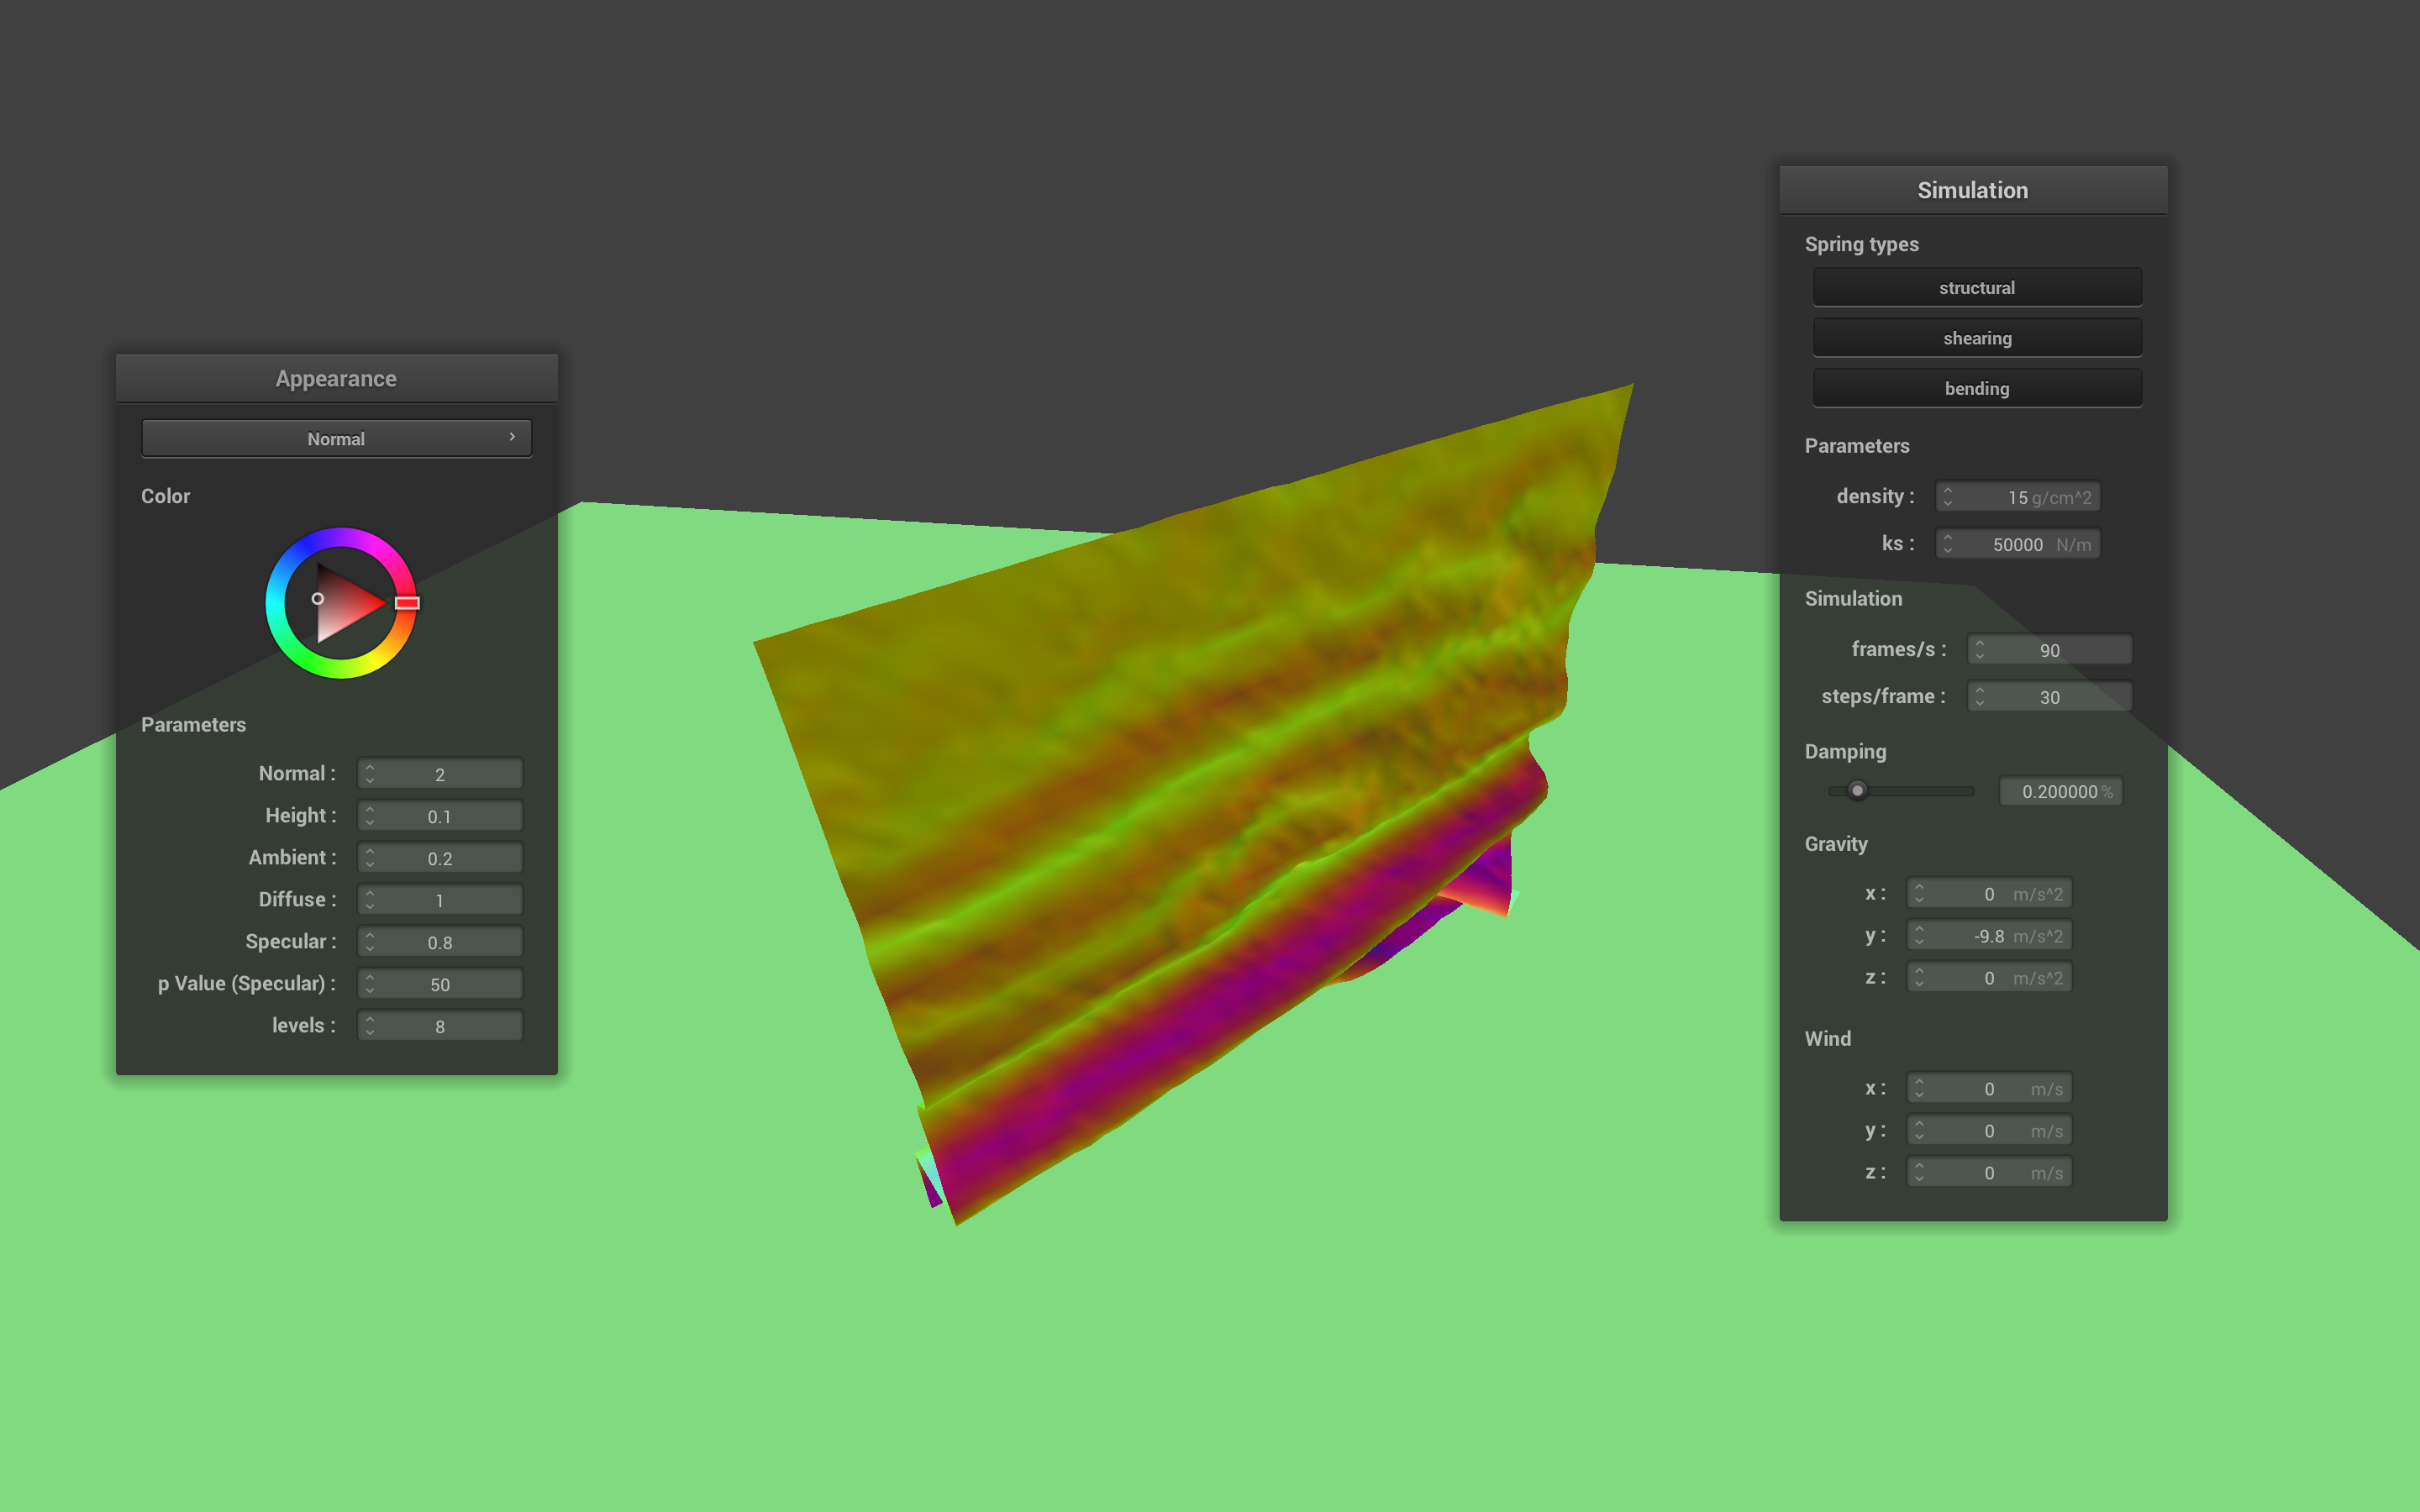 Appearance
Normal
Color
Parameters
Normal : 2
Height : 0.1
Ambient : 0.2
Diffuse : 1
Specular : 0.8
p Value (Specular) : 50
levels : 8
Simulation
Spring types
structural
shearing
bending
Parameters
density : 15 g/cm^2
ks : 50000 N/m
Simulation
frames/s : 90
steps/frame : 30
Damping
0.200000 %
Gravity
x : 0 m/s^2
y : -9.8 m/s^2
z : 0 m/s^2
Wind
x : 0 m/s
y : 0 m/s
z : 0 m/s